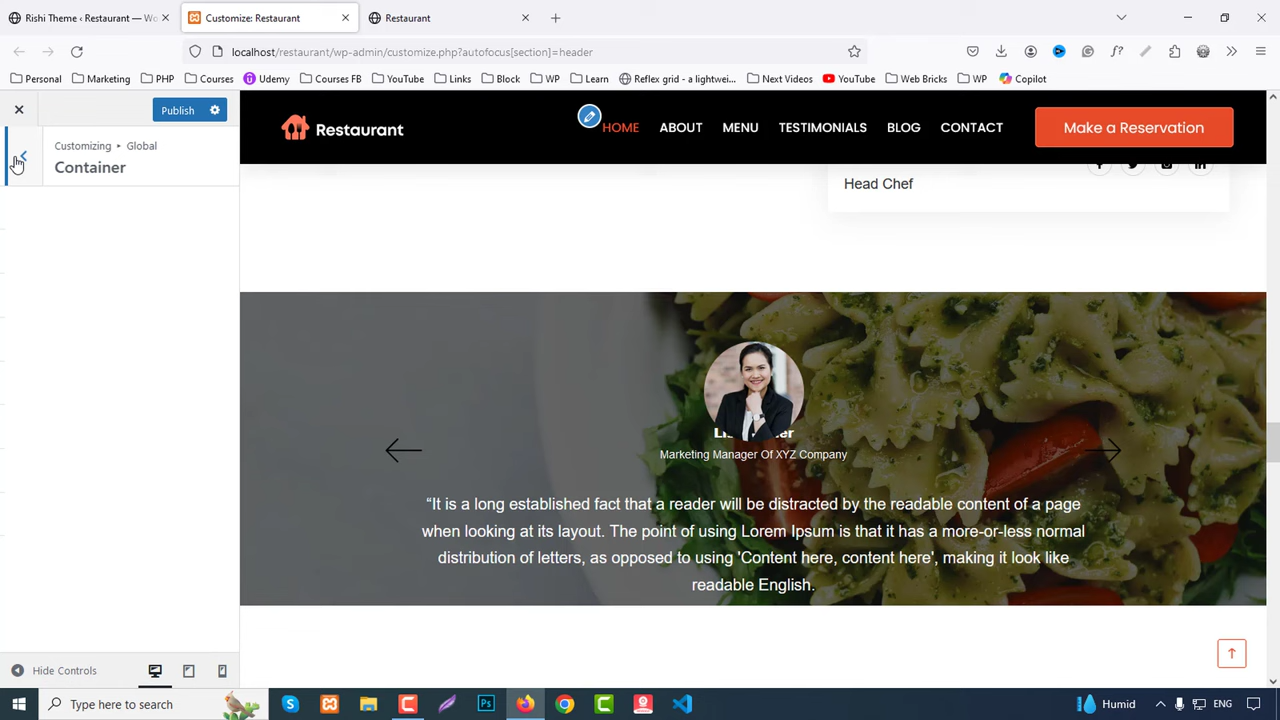 Rishi Theme ‹ Restaurant — Wo
Customize: Restaurant
Restaurant
localhost/restaurant/wp-admin/customize.php?autofocus[section]=header
Personal
Marketing
PHP
Courses
Udemy
Courses FB
YouTube
Links
Block
WP
Learn
Reflex grid - a lightwei...
Next Videos
YouTube
Web Bricks
WP
Copilot
Publish
Customizing ▸ Global
Container
Restaurant
HOME
ABOUT
MENU
TESTIMONIALS
BLOG
CONTACT
Make a Reservation
Head Chef
Marketing Manager Of XYZ Company
“It is a long established fact that a reader will be distracted by the readable content of a page
when looking at its layout. The point of using Lorem Ipsum is that it has a more-or-less normal
distribution of letters, as opposed to using 'Content here, content here', making it look like
readable English.
Hide Controls
Type here to search
Humid
ENG